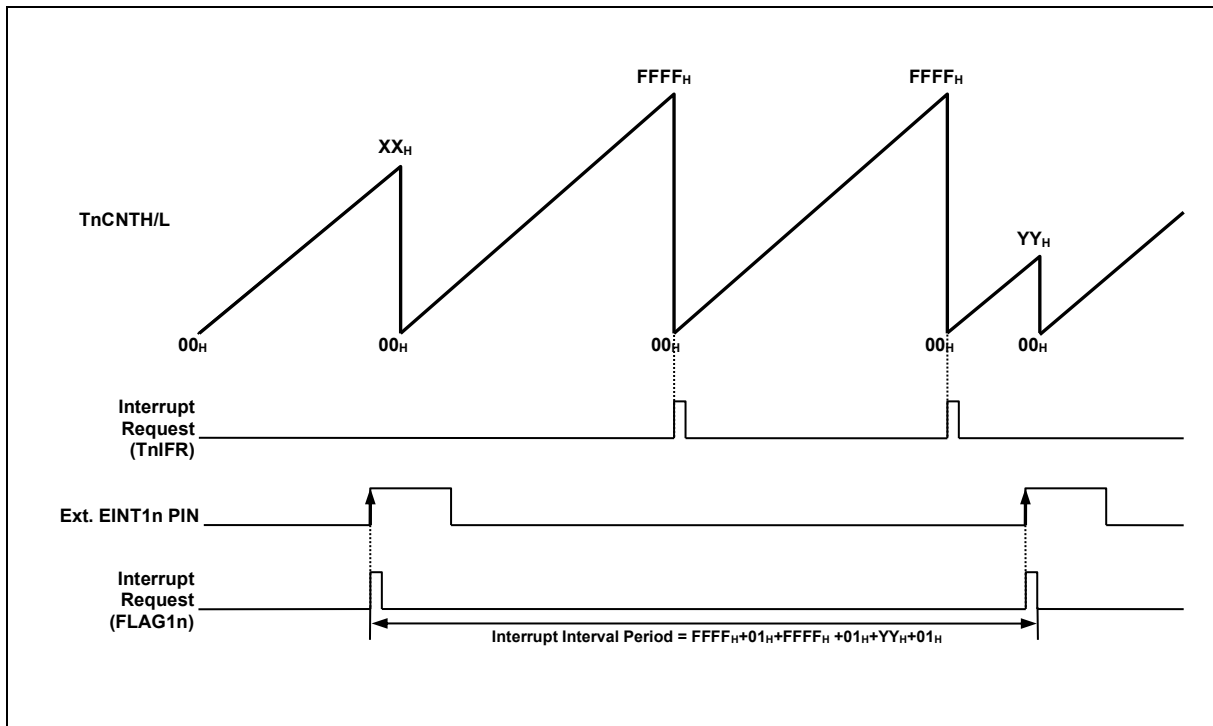 FFFFH
FFFFH
XXH
TnCNTH/L
YYH
00H
00H
00H
00H
00H
Interrupt
Request
(TnIFR)
Ext. EINT1n PIN
Interrupt
Request
(FLAG1n)
Interrupt Interval Period = FFFFH+01H+FFFFH +01H+YYH+01H